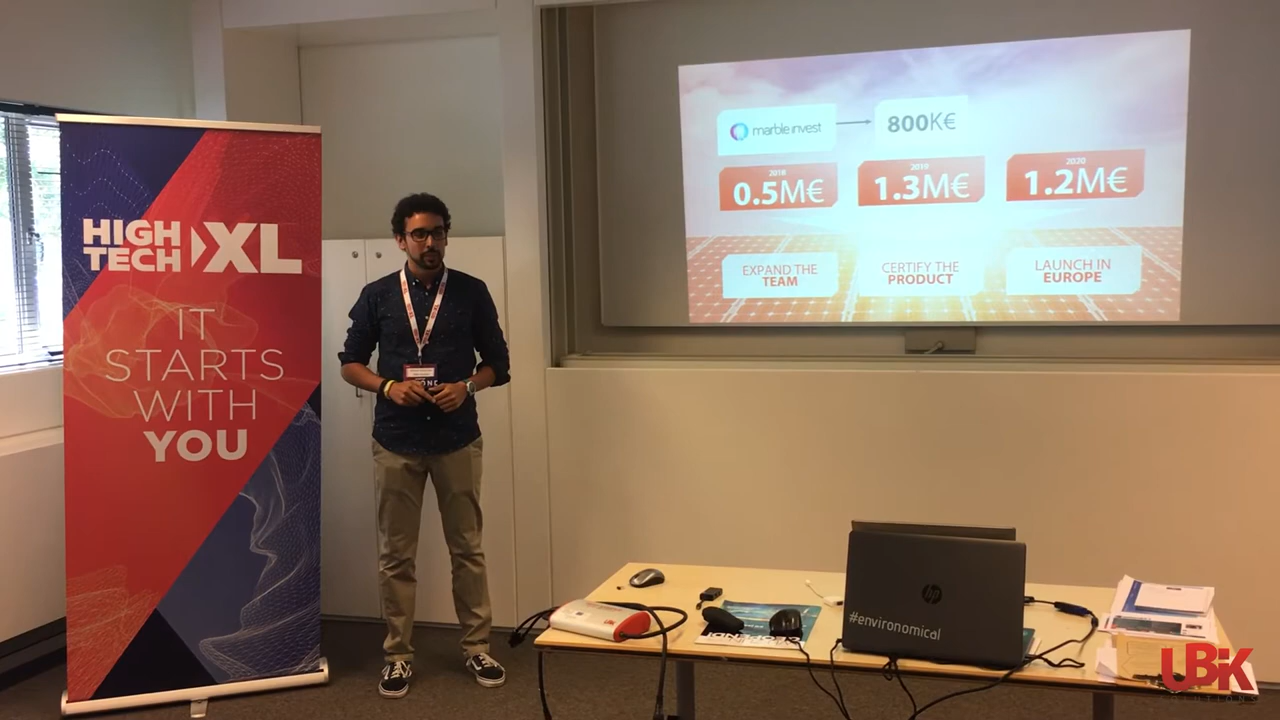 HIGH
TECH XL
IT
STARTS
WITH
YOU
marble invest
800K€
2018
0.5M€
2019
1.3M€
2020
1.2M€
EXPAND THE
TEAM
CERTIFY THE
PRODUCT
LAUNCH IN
EUROPE
hp
#environomical
UBIK